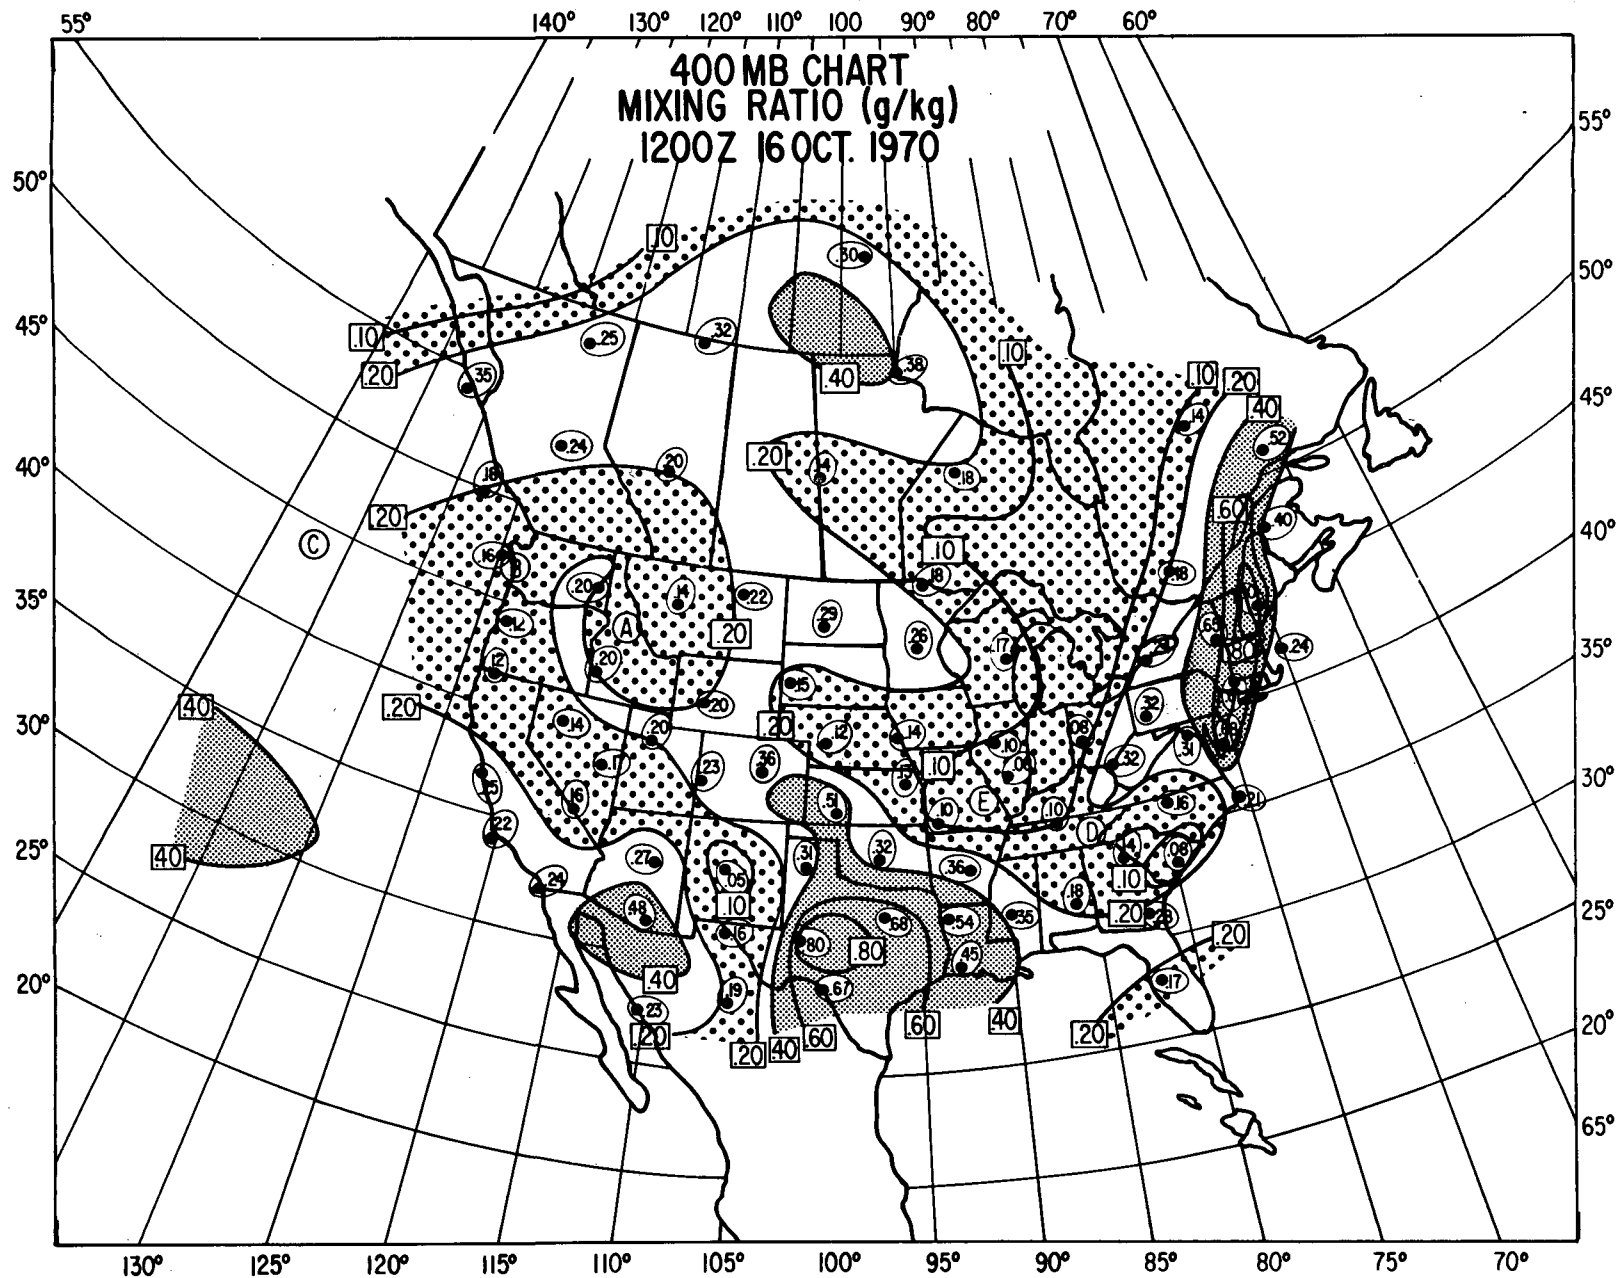 55° 140° 130° 120° 110° 100° 90° 80° 70° 60°
400 MB CHART
MIXING RATIO (g/kg)
1200Z 16 OCT. 1970
55°
50°
.10
.30
50°
45°
.10 .25 .32 .10
.20 .35 .40 .38 .10 .20
45°
.40
.14
.24 .52
40°
.18 .20 .20 .14 .18
.20 .60 .40
C .16 B .10
40°
.18 .18
35°
.20 .14 .22
.12 A .29 .20 .26 .17 .65 .24
.80
35°
.12 .20
.15
.40 .20 .20 .32
30°
.14 .20 .20 .12 .14 .10 .08 .31
.17 .23 .36 .10 .32
30°
.16 .51 E .16 .21
.22 .10 .10 D
25°
.40 .27 .05 .31 .32 .36 .14 .08
.24 .10 .18 .10
.48 .68 .54 .35 .20
25°
.16 .80 .80 .20
.40 .45 .17
20°
.19 .67
.23
.20 .20 .40 .60 .60 .40 .20
20°
65°
130° 125° 120° 115° 110° 105° 100° 95° 90° 85° 80° 75° 70°